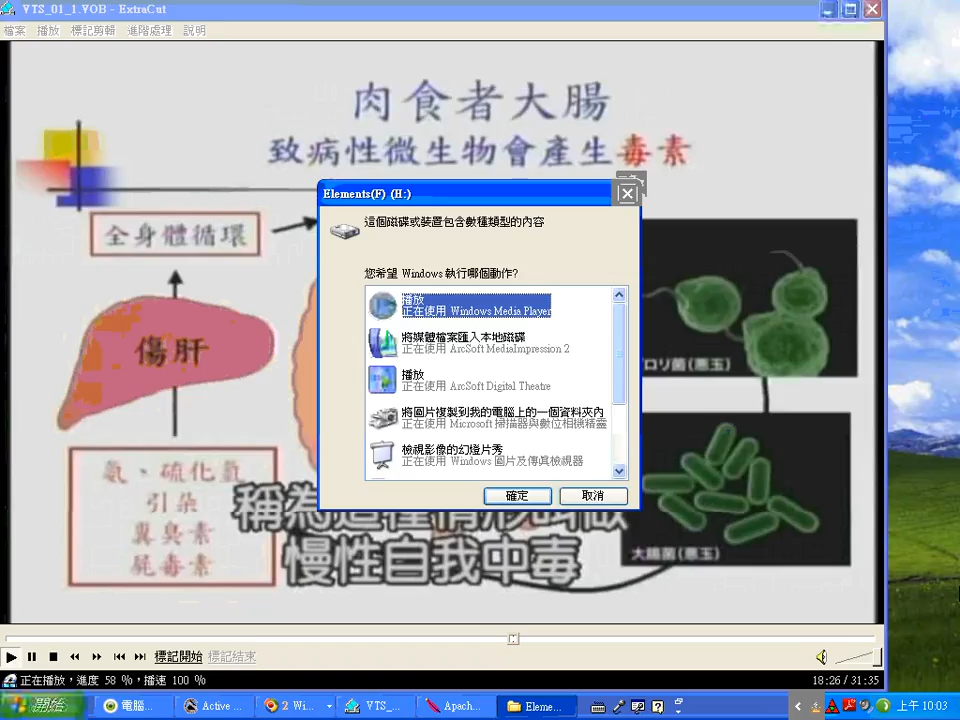 VTS_01_1.VOB - ExtraCut
檔案 播放 標記剪輯 進階處理 說明
肉食者大腸
致病性微生物會產生毒素
全身體循環
傷肝
氨、硫化氫
引朵
糞臭素
屍毒素
ロリ菌(悪玉)
大腸菌(悪玉)
慢性自我中毒
Elements(F) (H:)
這個磁碟或裝置包含數種類型的內容
您希望 Windows 執行哪個動作?
播放
正在使用 Windows Media Player
將媒體檔案匯入本地磁碟
正在使用 ArcSoft MediaImpression 2
播放
正在使用 ArcSoft Digital Theatre
將圖片複製到我的電腦上的一個資料夾內
正在使用 Microsoft 掃描器與數位相機精靈
檢視影像的幻燈片秀
正在使用 Windows 圖片及傳真檢視器
確定 取消
標記開始 標記結束
正在播放，進度 58 %，播速 100 %
18:26 / 31:35
開始 電腦... Active ... 2 Wi... VTS_... Apach... Eleme... 上午 10:03